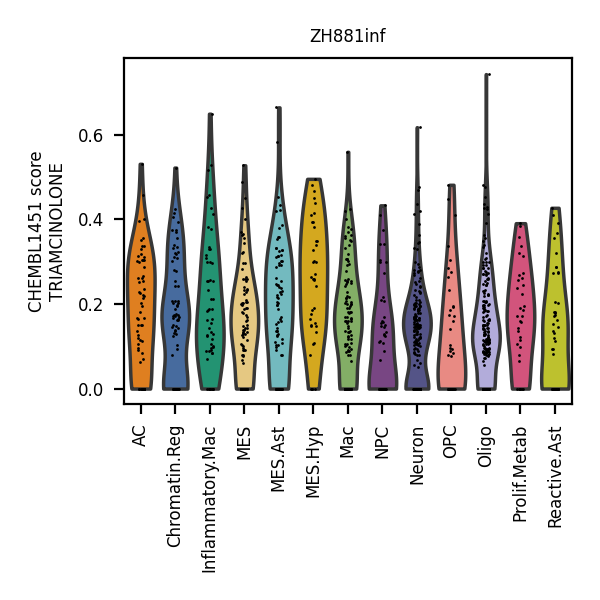 ZH881inf
CHEMBL1451 score
TRIAMCINOLONE
0.6
0.4
0.2
0.0
AC
Chromatin.Reg
Inflammatory.Mac
MES
MES.Ast
MES.Hyp
Mac
NPC
Neuron
OPC
Oligo
Prolif.Metab
Reactive.Ast